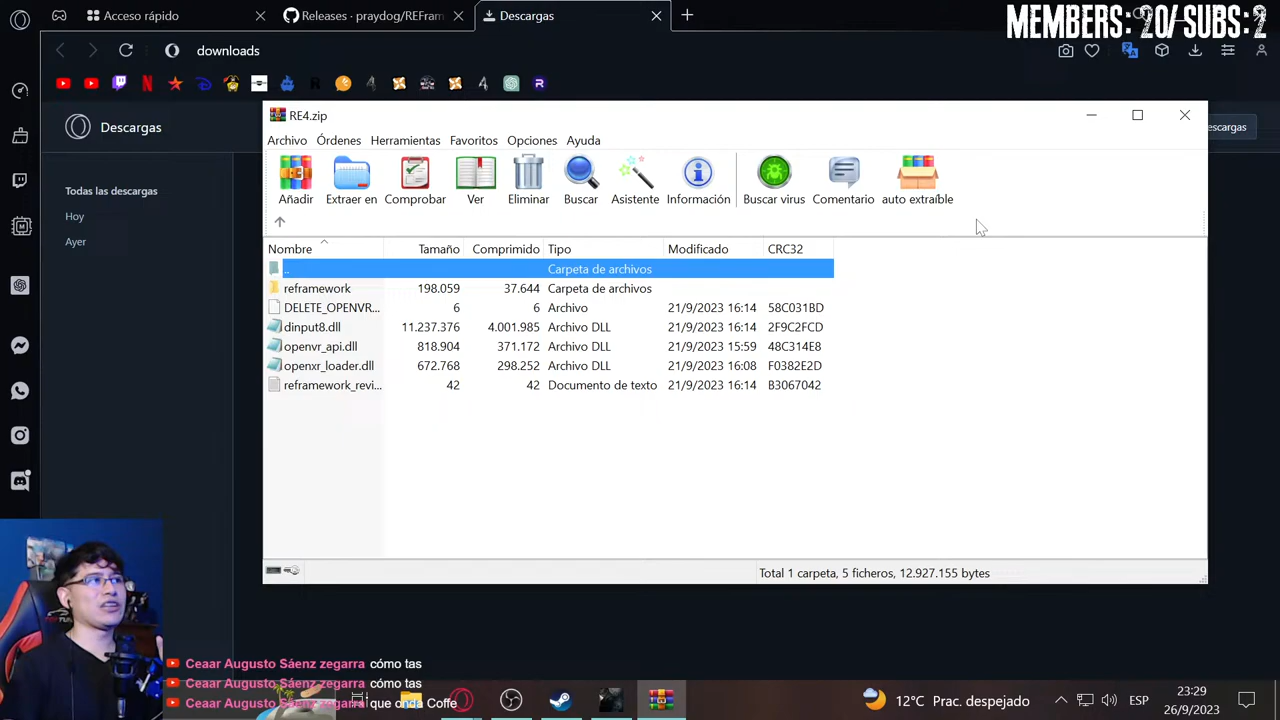 MEMBERS: 20/ SUBS:2
Acceso rápido
Releases · praydog/REFram
Descargas
downloads
Descargas
escargas
Todas las descargas
Hoy
Ayer
RE4.zip
Archivo Órdenes Herramientas Favoritos Opciones Ayuda
Añadir Extraer en Comprobar Ver Eliminar Buscar Asistente Información Buscar virus Comentario auto extraíble
Nombre Tamaño Comprimido Tipo Modificado CRC32
.. Carpeta de archivos
reframework 198.059 37.644 Carpeta de archivos
DELETE_OPENVR... 6 6 Archivo 21/9/2023 16:14 58C031BD
dinput8.dll 11.237.376 4.001.985 Archivo DLL 21/9/2023 16:14 2F9C2FCD
openvr_api.dll 818.904 371.172 Archivo DLL 21/9/2023 15:59 48C314E8
openxr_loader.dll 672.768 298.252 Archivo DLL 21/9/2023 16:08 F0382E2D
reframework_revi... 42 42 Documento de texto 21/9/2023 16:14 B3067042
Total 1 carpeta, 5 ficheros, 12.927.155 bytes
Ceaar Augusto Sáenz zegarra cómo tas
Ceaar Augusto Sáenz zegarra cómo tas
Ceaar Augusto Sáenz zegarra que onda Coffe
12°C Prac. despejado
ESP
23:29
26/9/2023